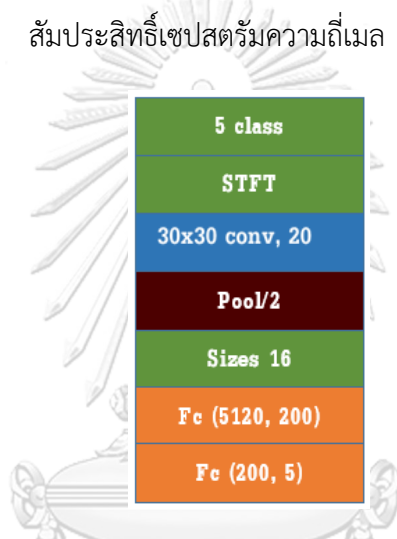 สัมประสิทธิ์เซปสตรัมความถี่เมล
5 class
STFT
30x30 conv, 20
Pool/2
Sizes 16
Fc (5120, 200)
Fc (200, 5)